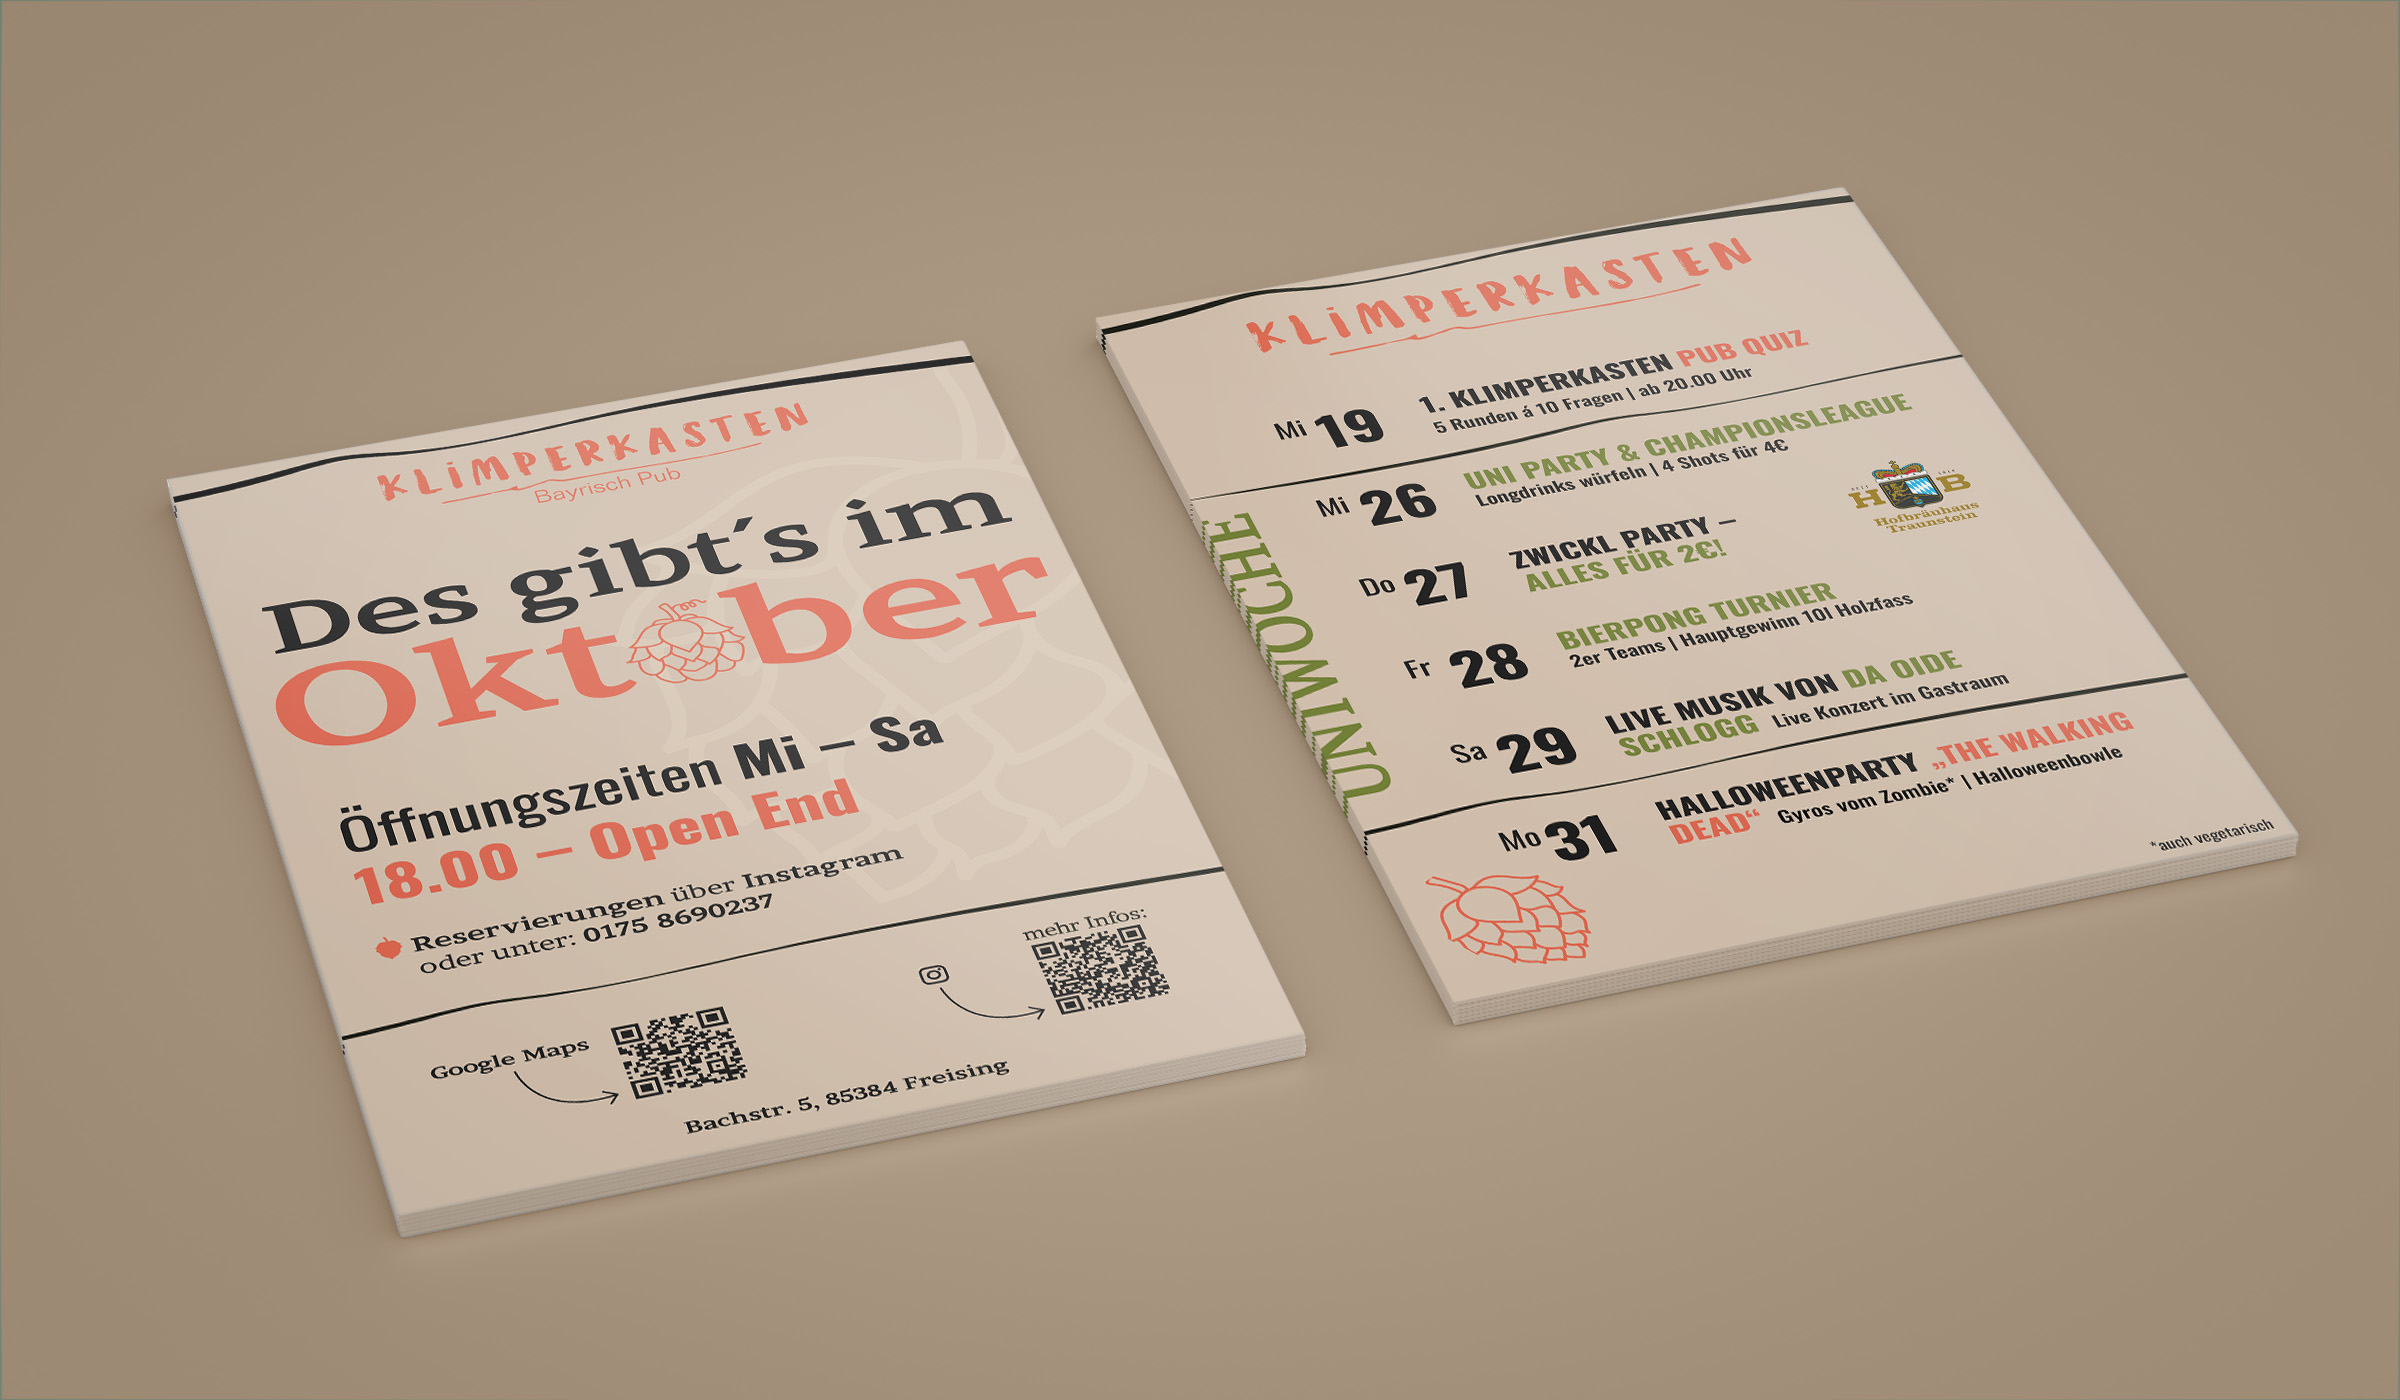 KLiMPERKASTEN
Bayrisch Pub
Des gibt´s im
Oktober
Öffnungszeiten Mi – Sa
18.00 – Open End
Reservierungen über Instagram
oder unter: 0175 8690237
mehr Infos:
Google Maps
Bachstr. 5, 85384 Freising
KLiMPERKASTEN
Mi 19
1. KLIMPERKASTEN PUB QUIZ
5 Runden á 10 Fragen | ab 20.00 Uhr
UNIWOCHE
Mi 26
UNI PARTY & CHAMPIONSLEAGUE
Longdrinks würfeln | 4 Shots für 4€
HB
Hofbräuhaus
Traunstein
Do 27
ZWICKL PARTY –
ALLES FÜR 2€!
Fr 28
BIERPONG TURNIER
2er Teams | Hauptgewinn 10l Holzfass
Sa 29
LIVE MUSIK VON DA OIDE
SCHLOGG Live Konzert im Gastraum
Mo 31
HALLOWEENPARTY „THE WALKING
DEAD“ Gyros vom Zombie* | Halloweenbowle
*auch vegetarisch